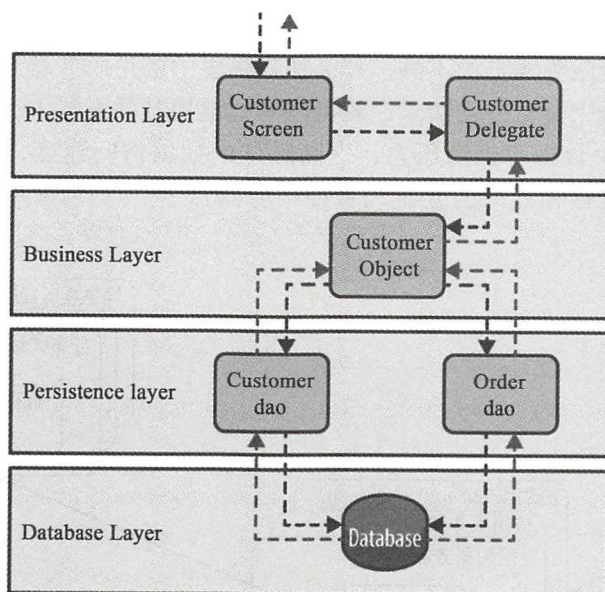 Presentation Layer
Customer
Screen
Customer
Delegate
Business Layer
Customer
Object
Persistence layer
Customer
dao
Order
dao
Database Layer
Database